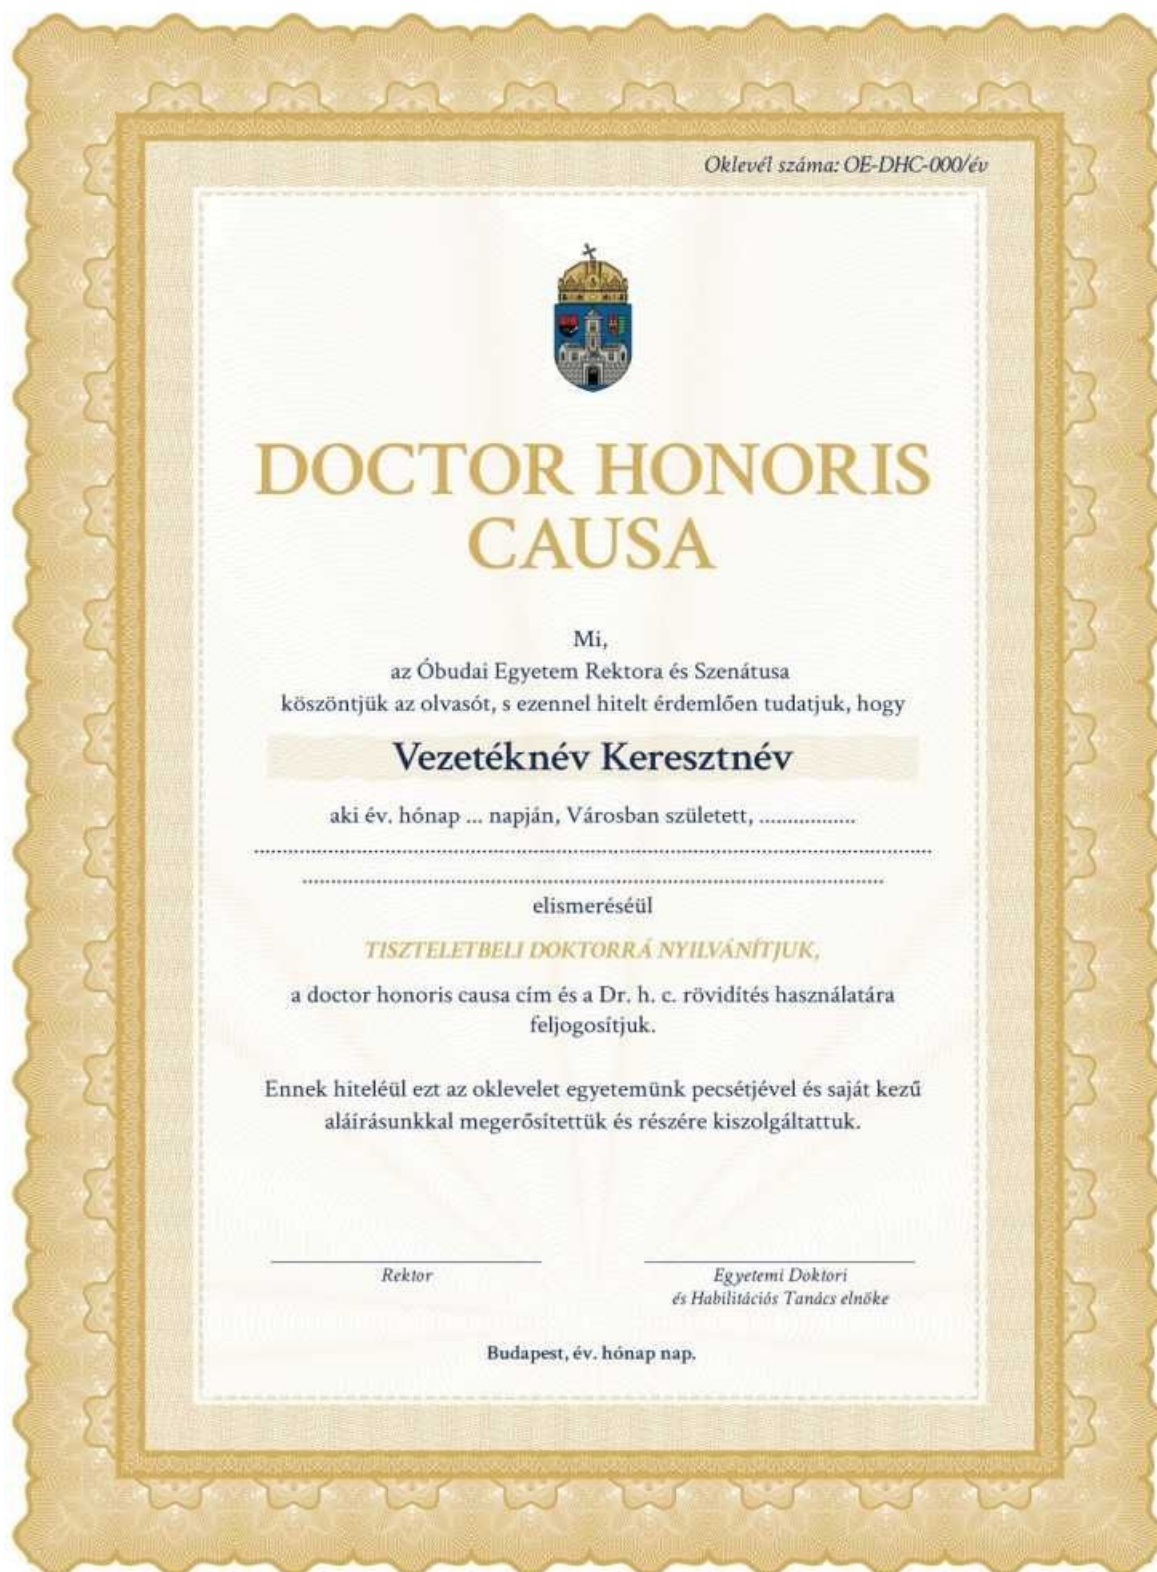 Oklevél száma: OE-DHC-000/év
DOCTOR HONORIS
CAUSA
Mi,
az Óbudai Egyetem Rektora és Szenátusa
köszöntjük az olvasót, s ezennel hitelt érdemlően tudatjuk, hogy
Vezetéknév Keresztnév
aki év. hónap ... napján, Városban született, .................
........................................................................................................................
.......................................................................................................
elismeréséül
TISZTELETBELI DOKTORRÁ NYILVÁNÍTJUK,
a doctor honoris causa cím és a Dr. h. c. rövidítés használatára
feljogosítjuk.
Ennek hiteléül ezt az oklevelet egyetemünk pecsétjével és saját kezű
aláírásunkkal megerősítettük és részére kiszolgáltattuk.
Rektor
Egyetemi Doktori
és Habilitációs Tanács elnöke
Budapest, év. hónap nap.